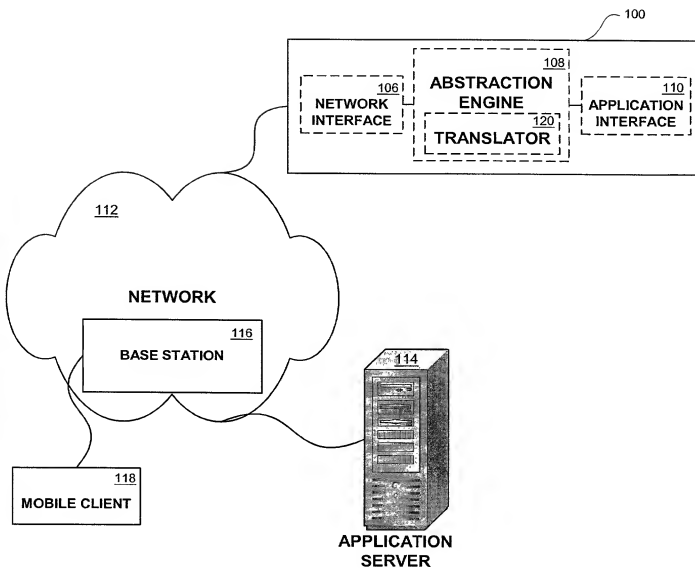 100
106
NETWORK
INTERFACE
108
ABSTRACTION
ENGINE
120
TRANSLATOR
110
APPLICATION
INTERFACE
112
NETWORK
116
BASE STATION
114
118
MOBILE CLIENT
APPLICATION
SERVER